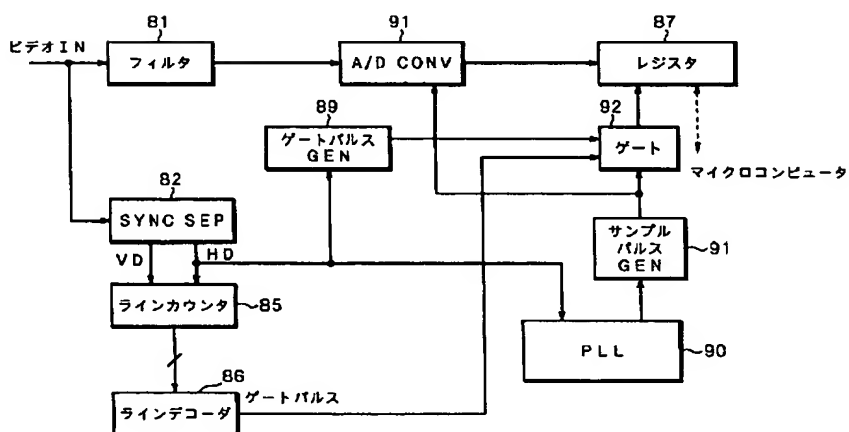 81
91
87
ビデオIN
フィルタ
A/D CONV
レジスタ
89
92
ゲートパルス
GEN
ゲート
マイクロコンピュータ
82
SYNC SEP
サンプル
パルス
GEN
91
VD
HD
ラインカウンタ
85
PLL
90
86
ラインデコーダ
ゲートパルス